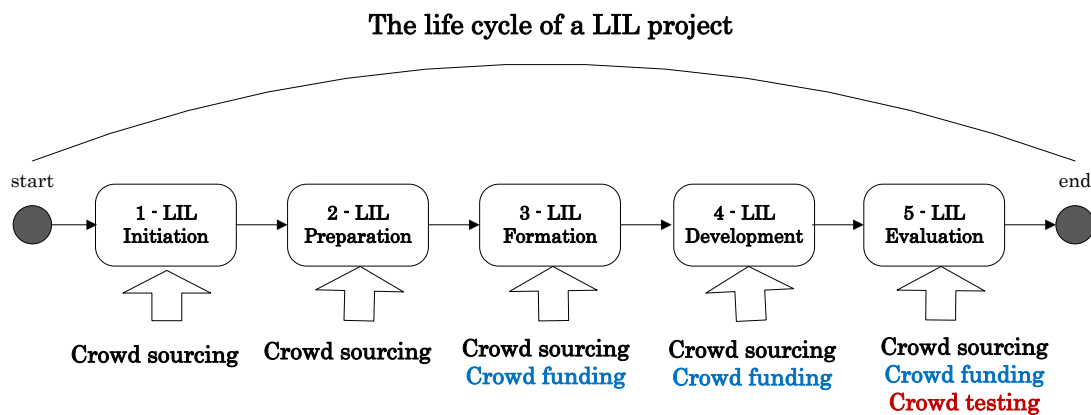 The life cycle of a LIL project
start
end
1 - LIL
Initiation
2 - LIL
Preparation
3 - LIL
Formation
4 - LIL
Development
5 - LIL
Evaluation
Crowd sourcing
Crowd sourcing
Crowd sourcing
Crowd funding
Crowd sourcing
Crowd funding
Crowd sourcing
Crowd funding
Crowd testing